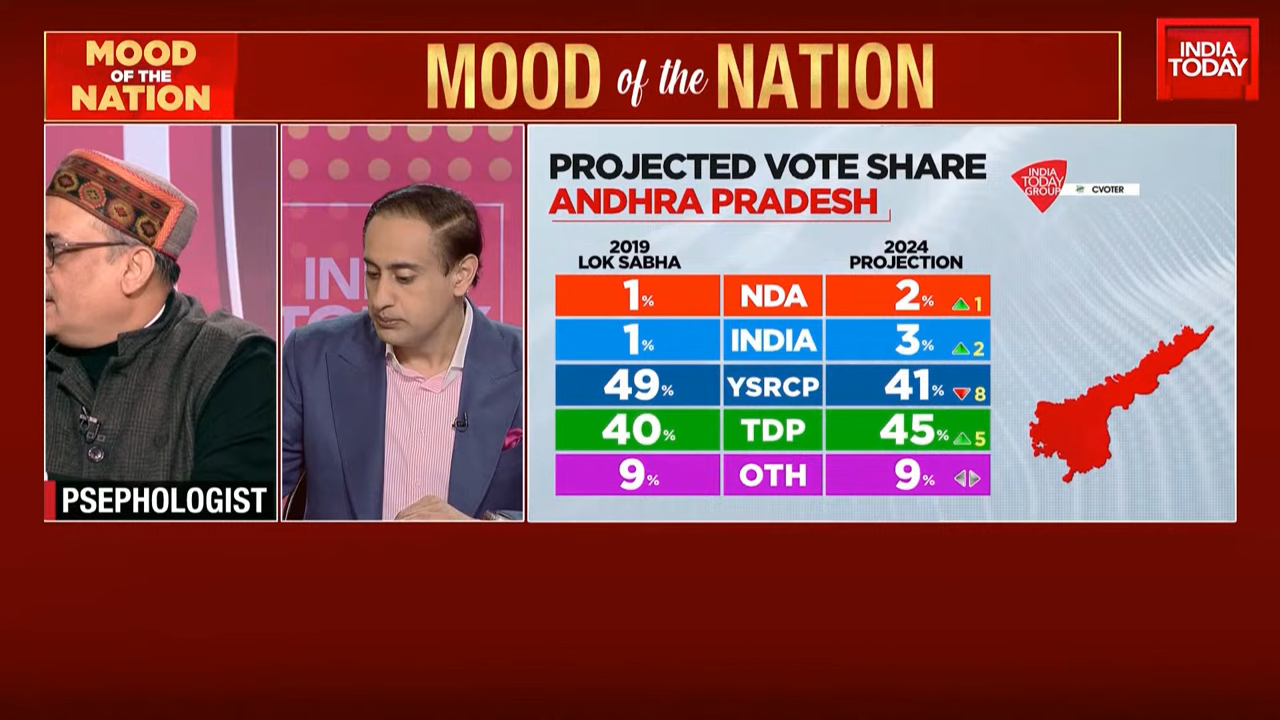 MOOD
OF THE
NATION
MOOD of the NATION
INDIA
TODAY
PSEPHOLOGIST
PROJECTED VOTE SHARE
ANDHRA PRADESH
INDIA
TODAY
GROUP
CVOTER
2019
LOK SABHA
2024
PROJECTION
1% NDA 2% 1
1% INDIA 3% 2
49% YSRCP 41% 8
40% TDP 45% 5
9% OTH 9%